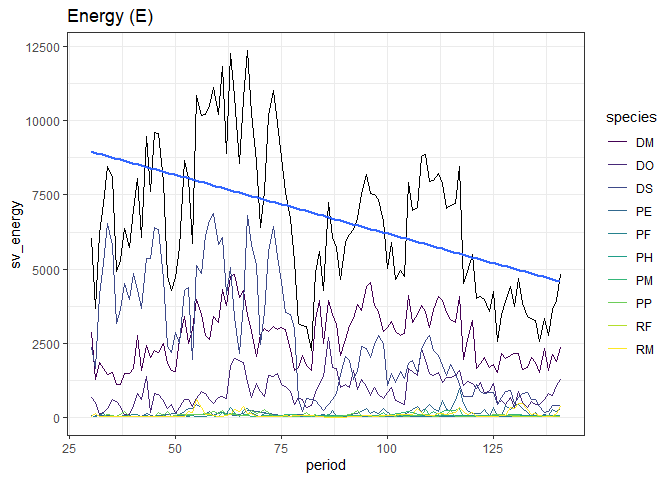 Energy (E)
12500
10000
7500
5000
2500
0
sv_energy
25
50
75
100
125
period
species
DM
DO
DS
PE
PF
PH
PM
PP
RF
RM